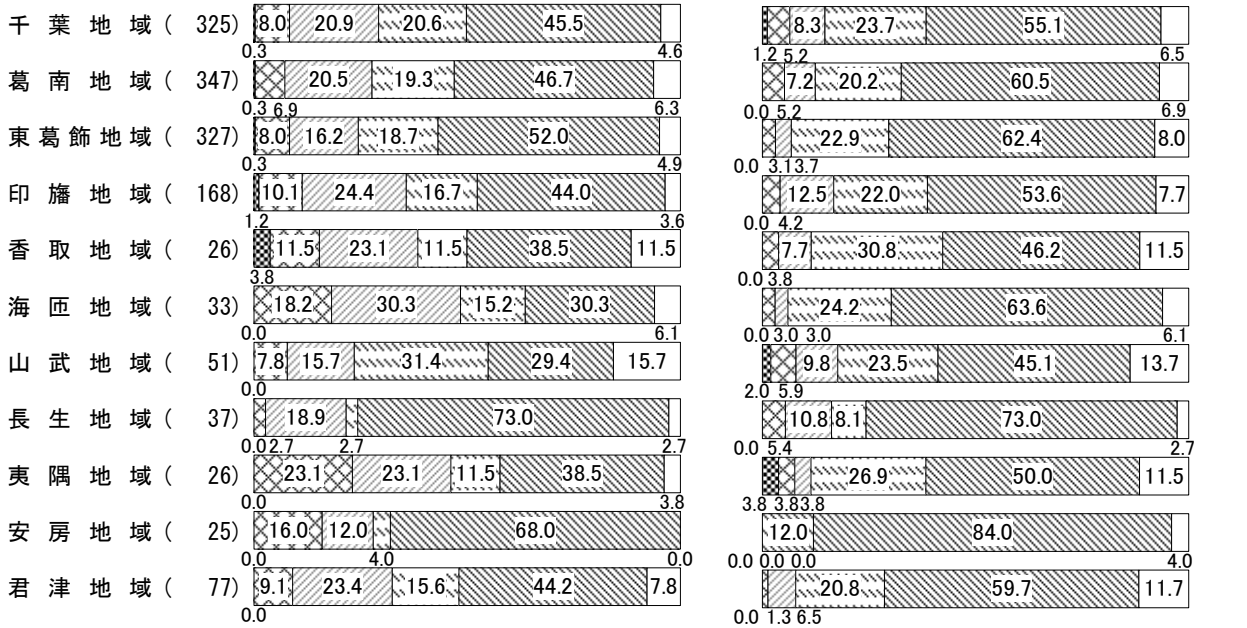 千葉地域(　325) 8.0 20.9 20.6 45.5 8.3 23.7 55.1
0.3 4.6 1.2 5.2 6.5
葛南地域(　347) 20.5 19.3 46.7 7.2 20.2 60.5
0.3 6.9 6.3 0.0 5.2 6.9
東葛飾地域(　327) 8.0 16.2 18.7 52.0 22.9 62.4 8.0
0.3 4.9 0.0 3.1 3.7
印旛地域(　168) 10.1 24.4 16.7 44.0 12.5 22.0 53.6 7.7
1.2 3.6 0.0 4.2
香取地域(　26) 11.5 23.1 11.5 38.5 11.5 7.7 30.8 46.2 11.5
3.8 0.0 3.8
海匝地域(　33) 18.2 30.3 15.2 30.3 24.2 63.6
0.0 6.1 0.0 3.0 3.0 6.1
山武地域(　51) 7.8 15.7 31.4 29.4 15.7 9.8 23.5 45.1 13.7
0.0 2.0 5.9
長生地域(　37) 18.9 73.0 10.8 8.1 73.0
0.0 2.7 2.7 2.7 0.0 5.4 2.7
夷隅地域(　26) 23.1 23.1 11.5 38.5 26.9 50.0 11.5
0.0 3.8 3.8 3.8 3.8
安房地域(　25) 16.0 12.0 68.0 12.0 84.0
0.0 4.0 0.0 0.0 0.0 0.0 4.0
君津地域(　77) 9.1 23.4 15.6 44.2 7.8 20.8 59.7 11.7
0.0 0.0 1.3 6.5